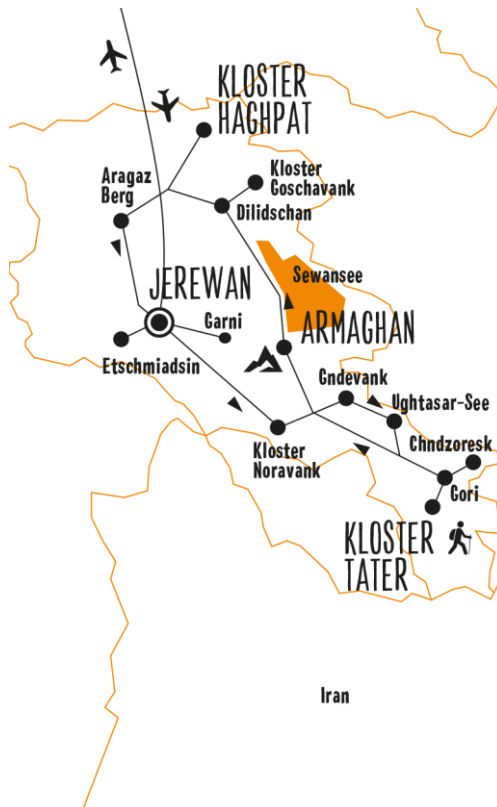 KLOSTER
HAGHPAT
Kloster
Goschavank
Aragaz
Berg
Dilidschan
Sewansee
JEREWAN
Garni
ARMAGHAN
Etschmiadsin
Gndevank
Ughtasar-See
Kloster
Noravank
Chndzoresk
Gori
KLOSTER
TATER
Iran